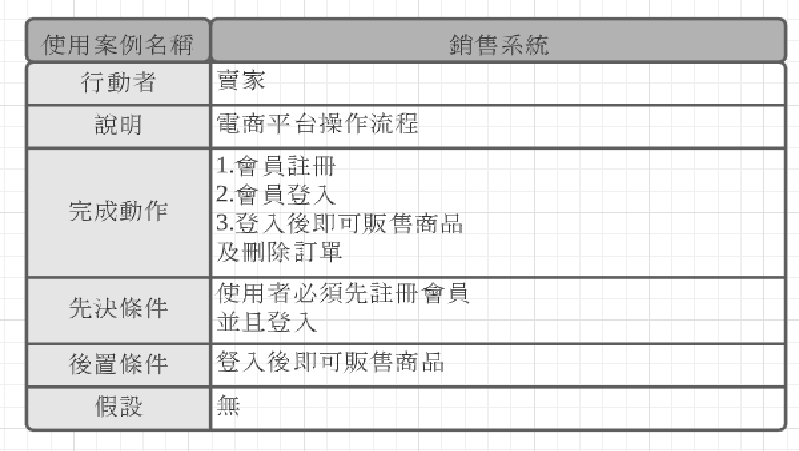 使用案例名稱 銷售系統
行動者 賣家
說明 電商平台操作流程
完成動作
1.會員註冊
2.會員登入
3.登入後即可販售商品
及刪除訂單
先決條件
使用者必須先註冊會員
並且登入
後置條件 登入後即可販售商品
假設 無